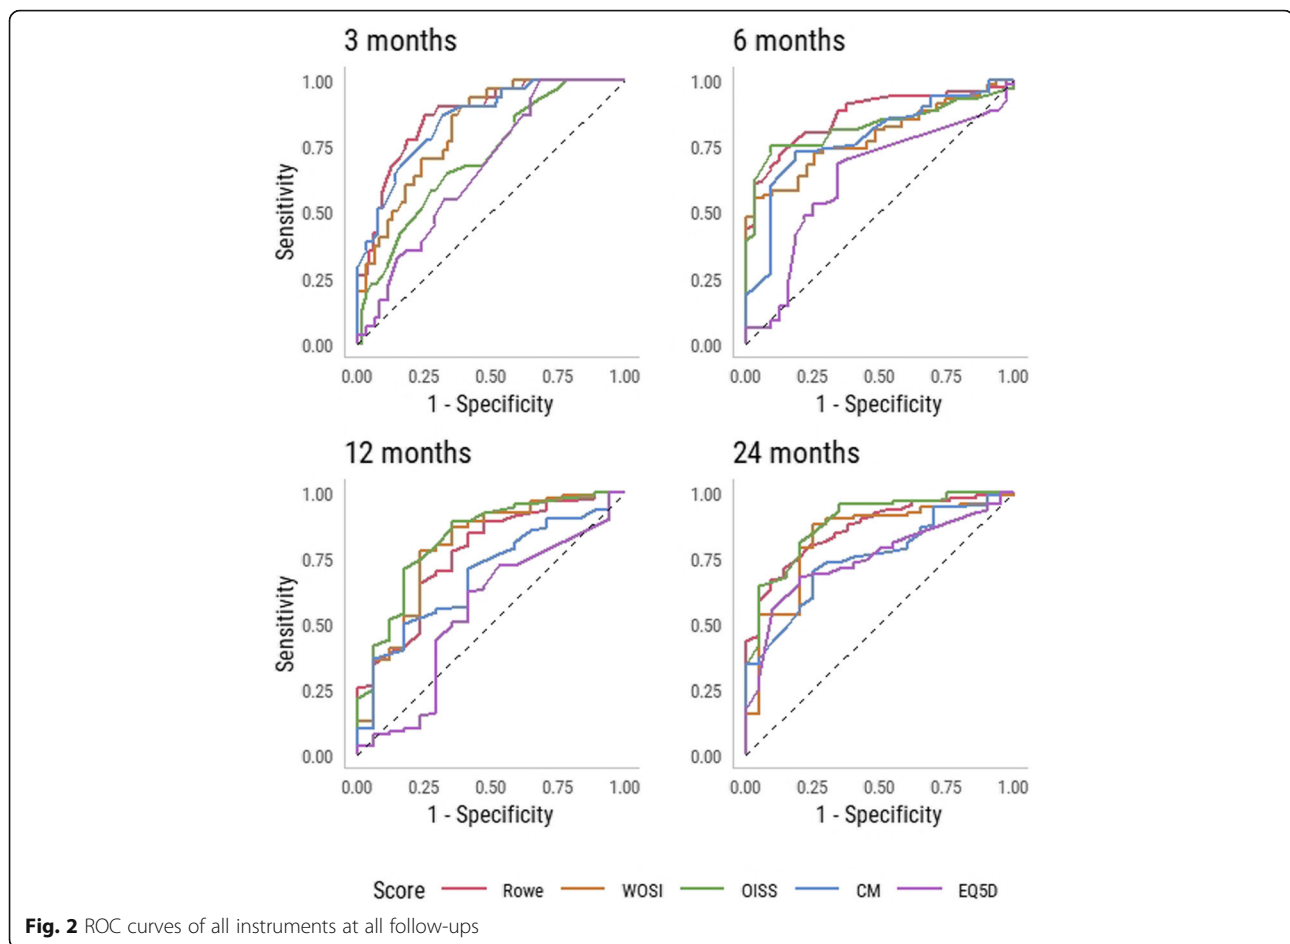 3 months
6 months
1.00
0.75
0.50
0.25
0.00
Sensitivity
0.00 0.25 0.50 0.75 1.00
1 - Specificity
1.00
0.75
0.50
0.25
0.00
0.00 0.25 0.50 0.75 1.00
1 - Specificity
12 months
24 months
1.00
0.75
0.50
0.25
0.00
Sensitivity
0.00 0.25 0.50 0.75 1.00
1 - Specificity
1.00
0.75
0.50
0.25
0.00
0.00 0.25 0.50 0.75 1.00
1 - Specificity
Score Rowe WOSI OISS CM EQ5D
Fig. 2 ROC curves of all instruments at all follow-ups